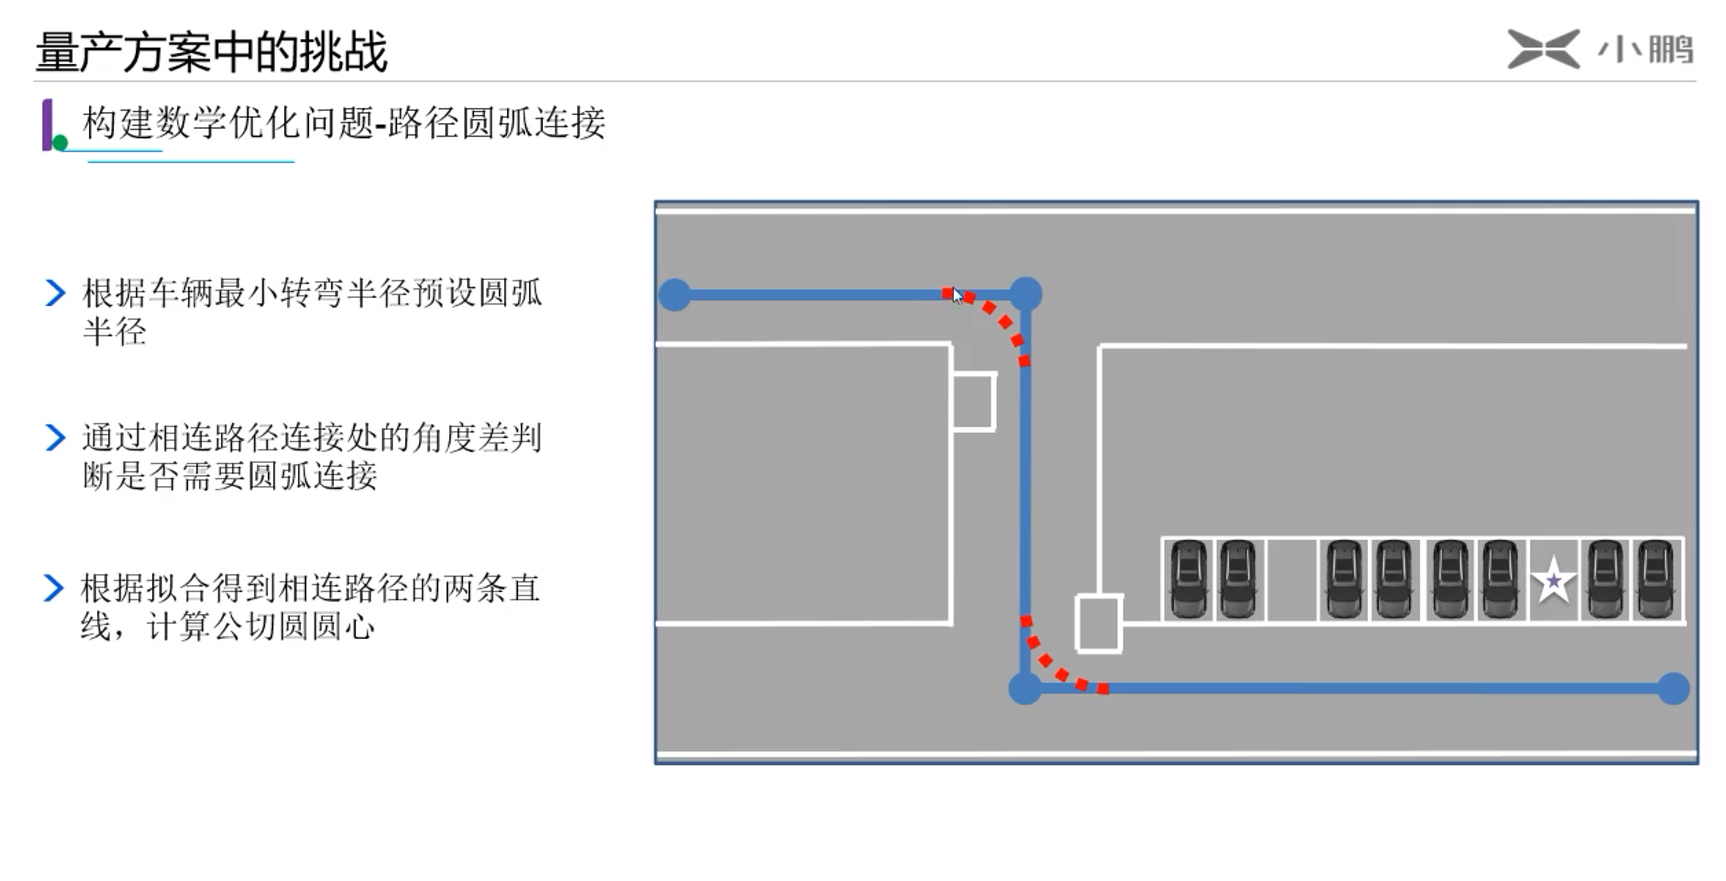 量产方案中的挑战
小鹏
构建数学优化问题-路径圆弧连接
根据车辆最小转弯半径预设圆弧
半径
通过相连路径连接处的角度差判
断是否需要圆弧连接
根据拟合得到相连路径的两条直
线，计算公切圆圆心